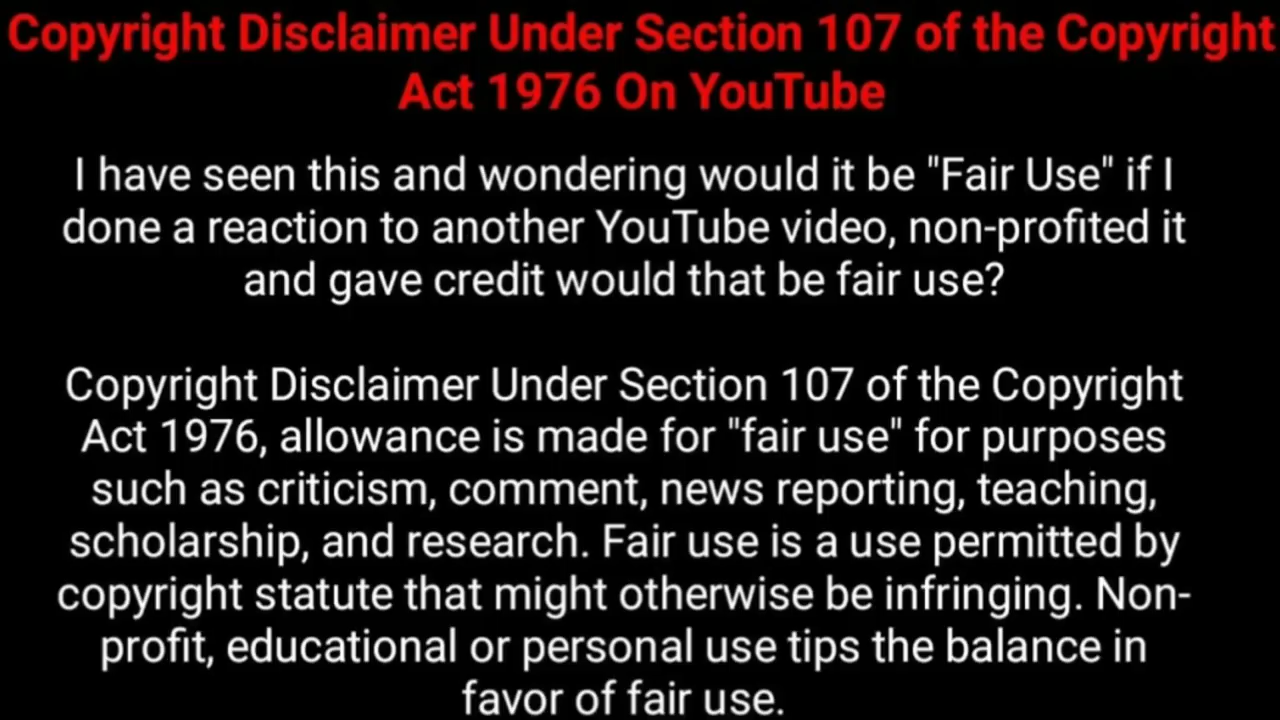 Copyright Disclaimer Under Section 107 of the Copyright
Act 1976 On YouTube
I have seen this and wondering would it be "Fair Use" if I
done a reaction to another YouTube video, non-profited it
and gave credit would that be fair use?
Copyright Disclaimer Under Section 107 of the Copyright
Act 1976, allowance is made for "fair use" for purposes
such as criticism, comment, news reporting, teaching,
scholarship, and research. Fair use is a use permitted by
copyright statute that might otherwise be infringing. Non-
profit, educational or personal use tips the balance in
favor of fair use.